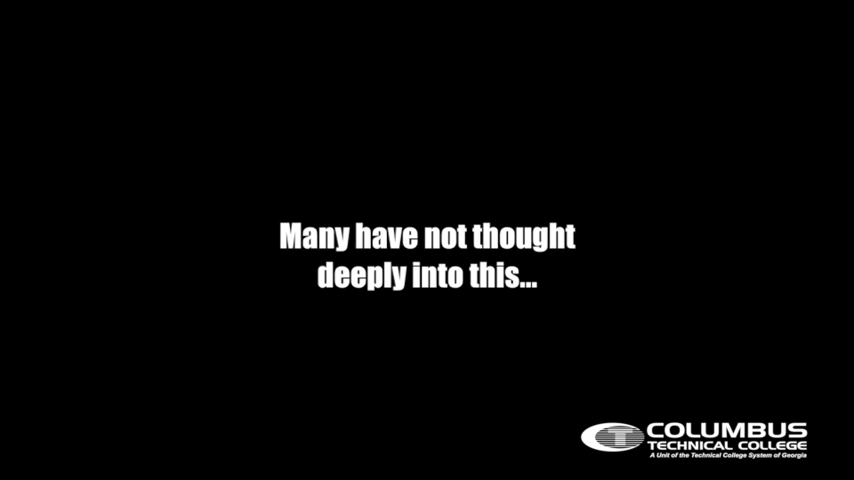 Many have not thought
deeply into this...
COLUMBUS
TECHNICAL COLLEGE
A Unit of the Technical College System of Georgia